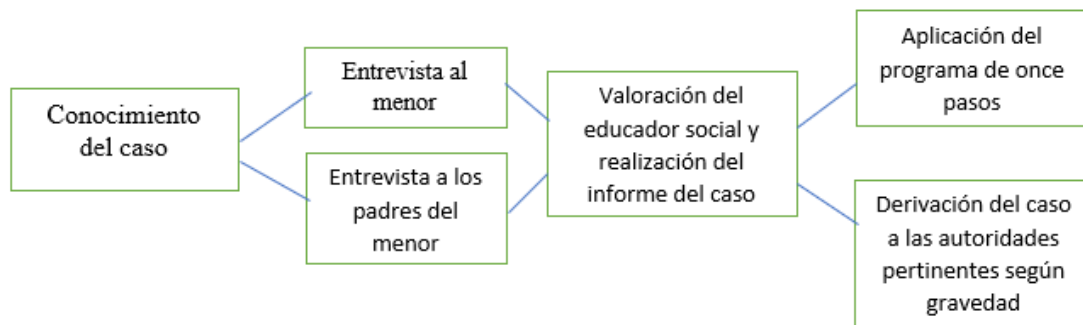 Conocimiento
del caso
Entrevista al
menor
Entrevista a los
padres del
menor
Valoración del
educador social y
realización del
informe del caso
Aplicación del
programa de once
pasos
Derivación del caso
a las autoridades
pertinentes según
gravedad